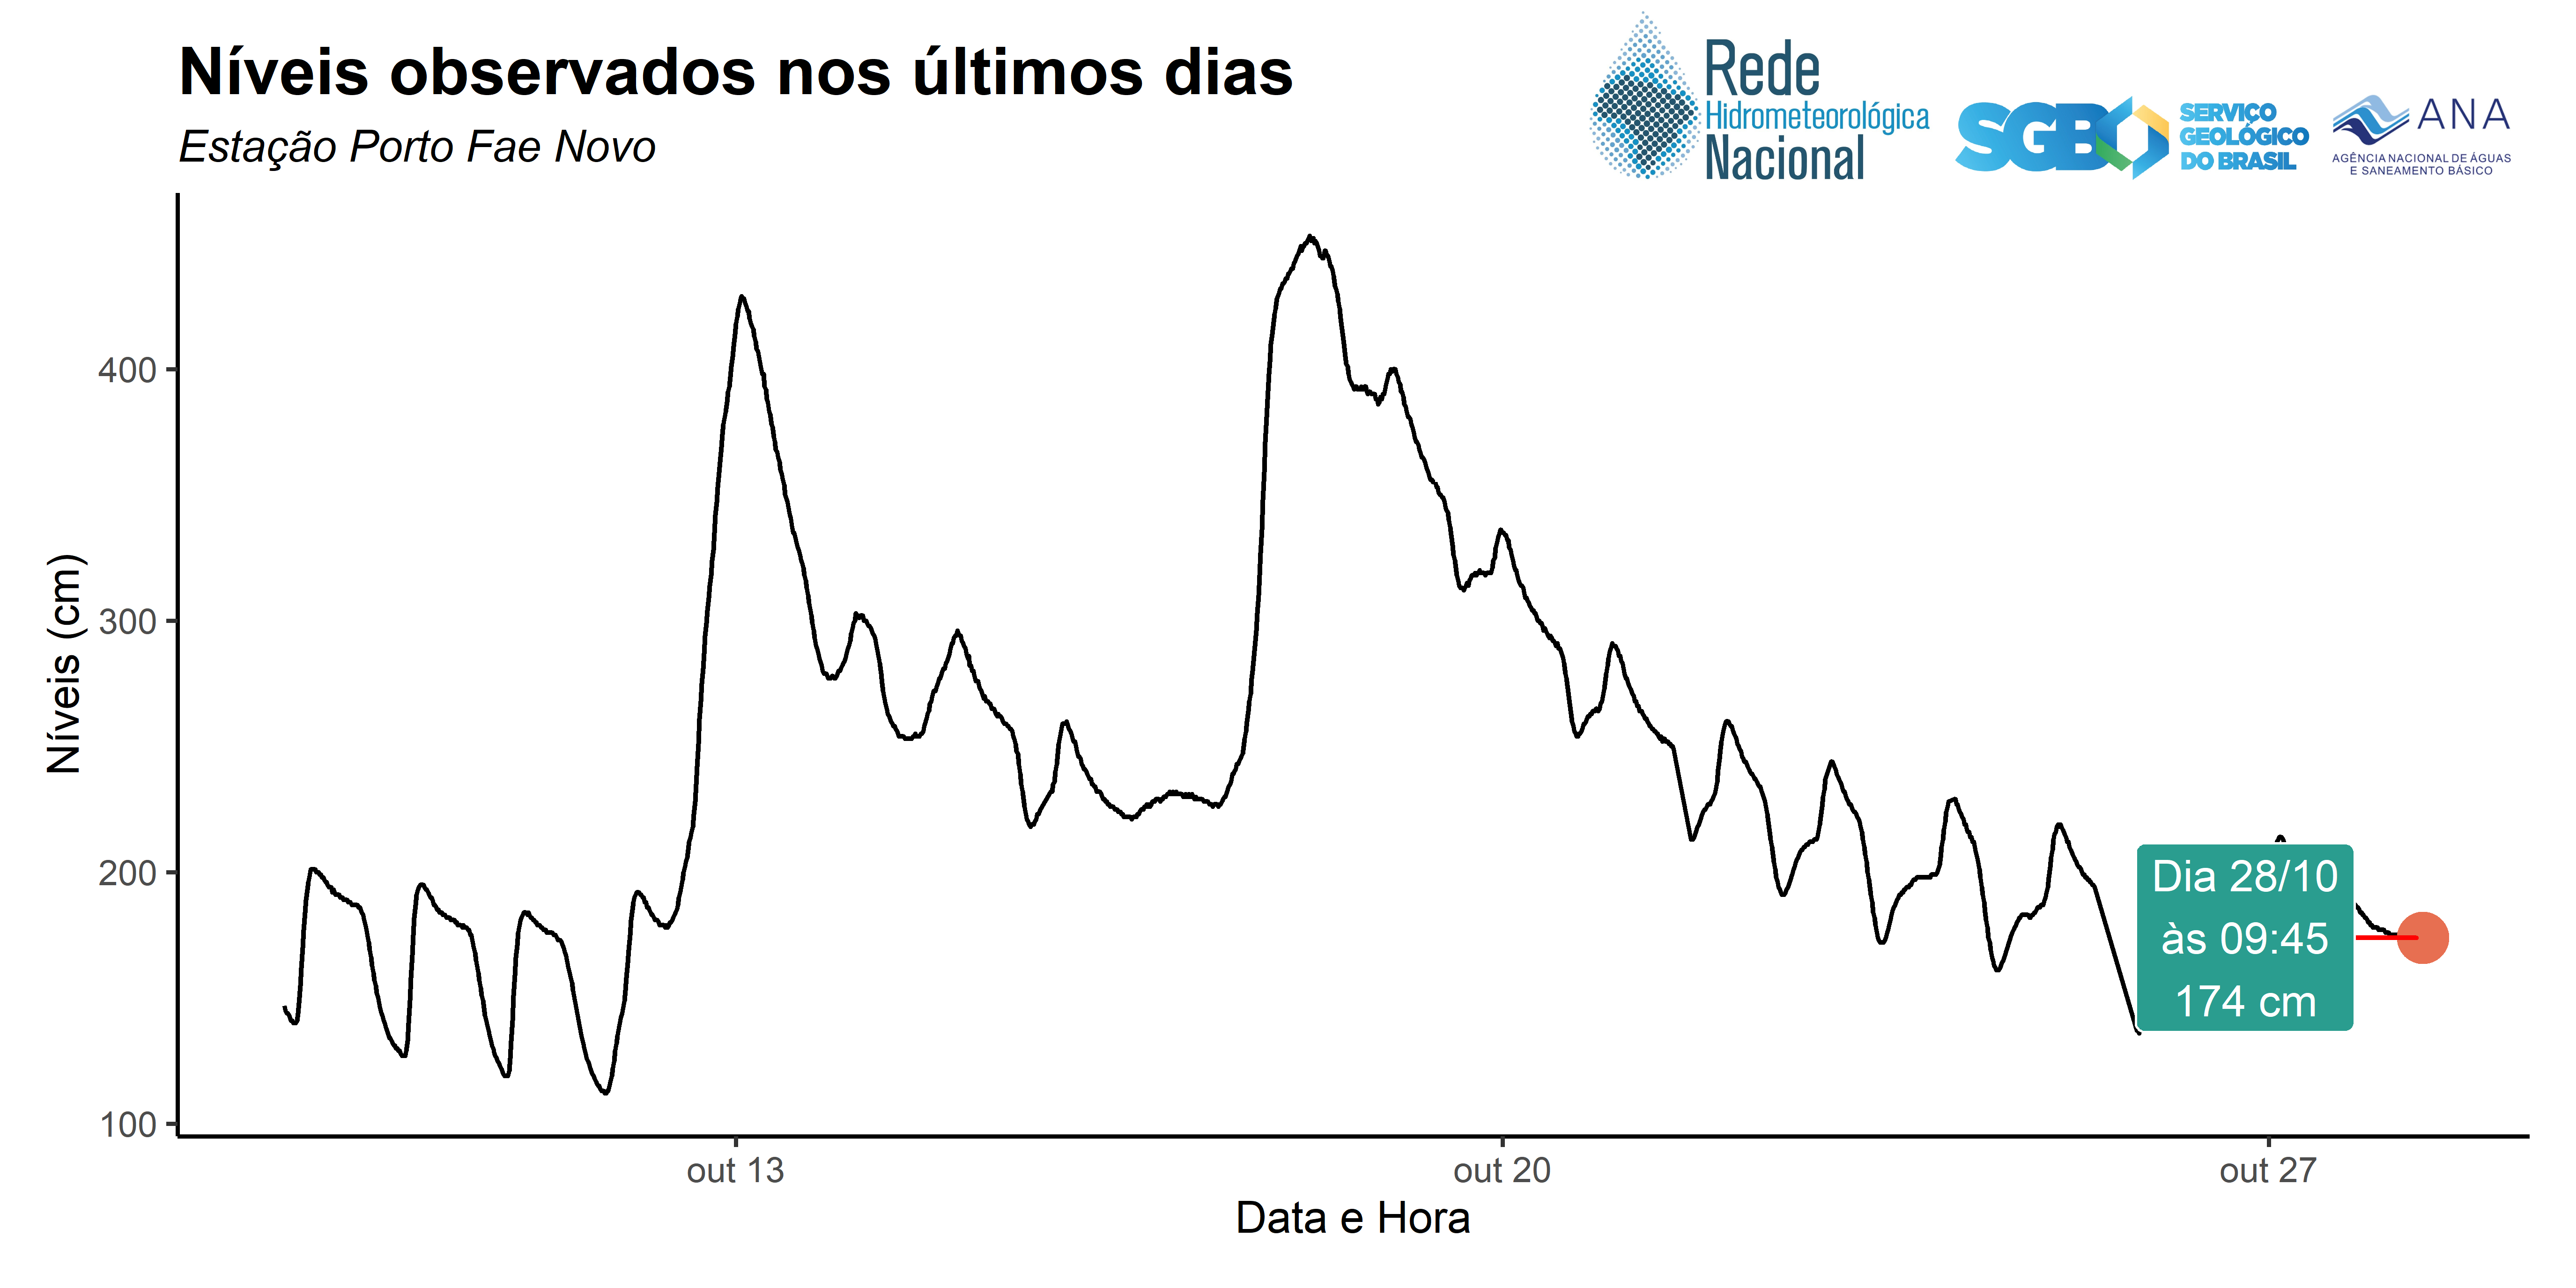 Níveis observados nos últimos dias
Estação Porto Fae Novo
Rede
Hidrometeorológica
Nacional
SGB
SERVIÇO
GEOLÓGICO
DO BRASIL
ANA
AGÊNCIA NACIONAL DE ÁGUAS
E SANEAMENTO BÁSICO
Níveis (cm)
400
300
200
100
Dia 28/10
às 09:45
174 cm
out 13
out 20
out 27
Data e Hora